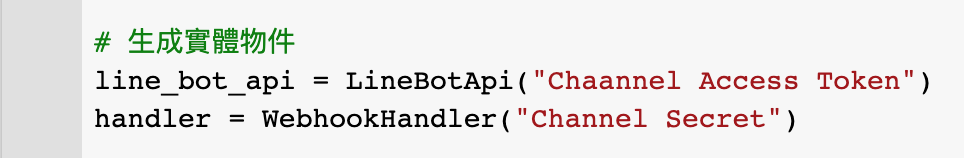 # 生成實體物件
line_bot_api = LineBotApi("Chaannel Access Token")
handler = WebhookHandler("Channel Secret")